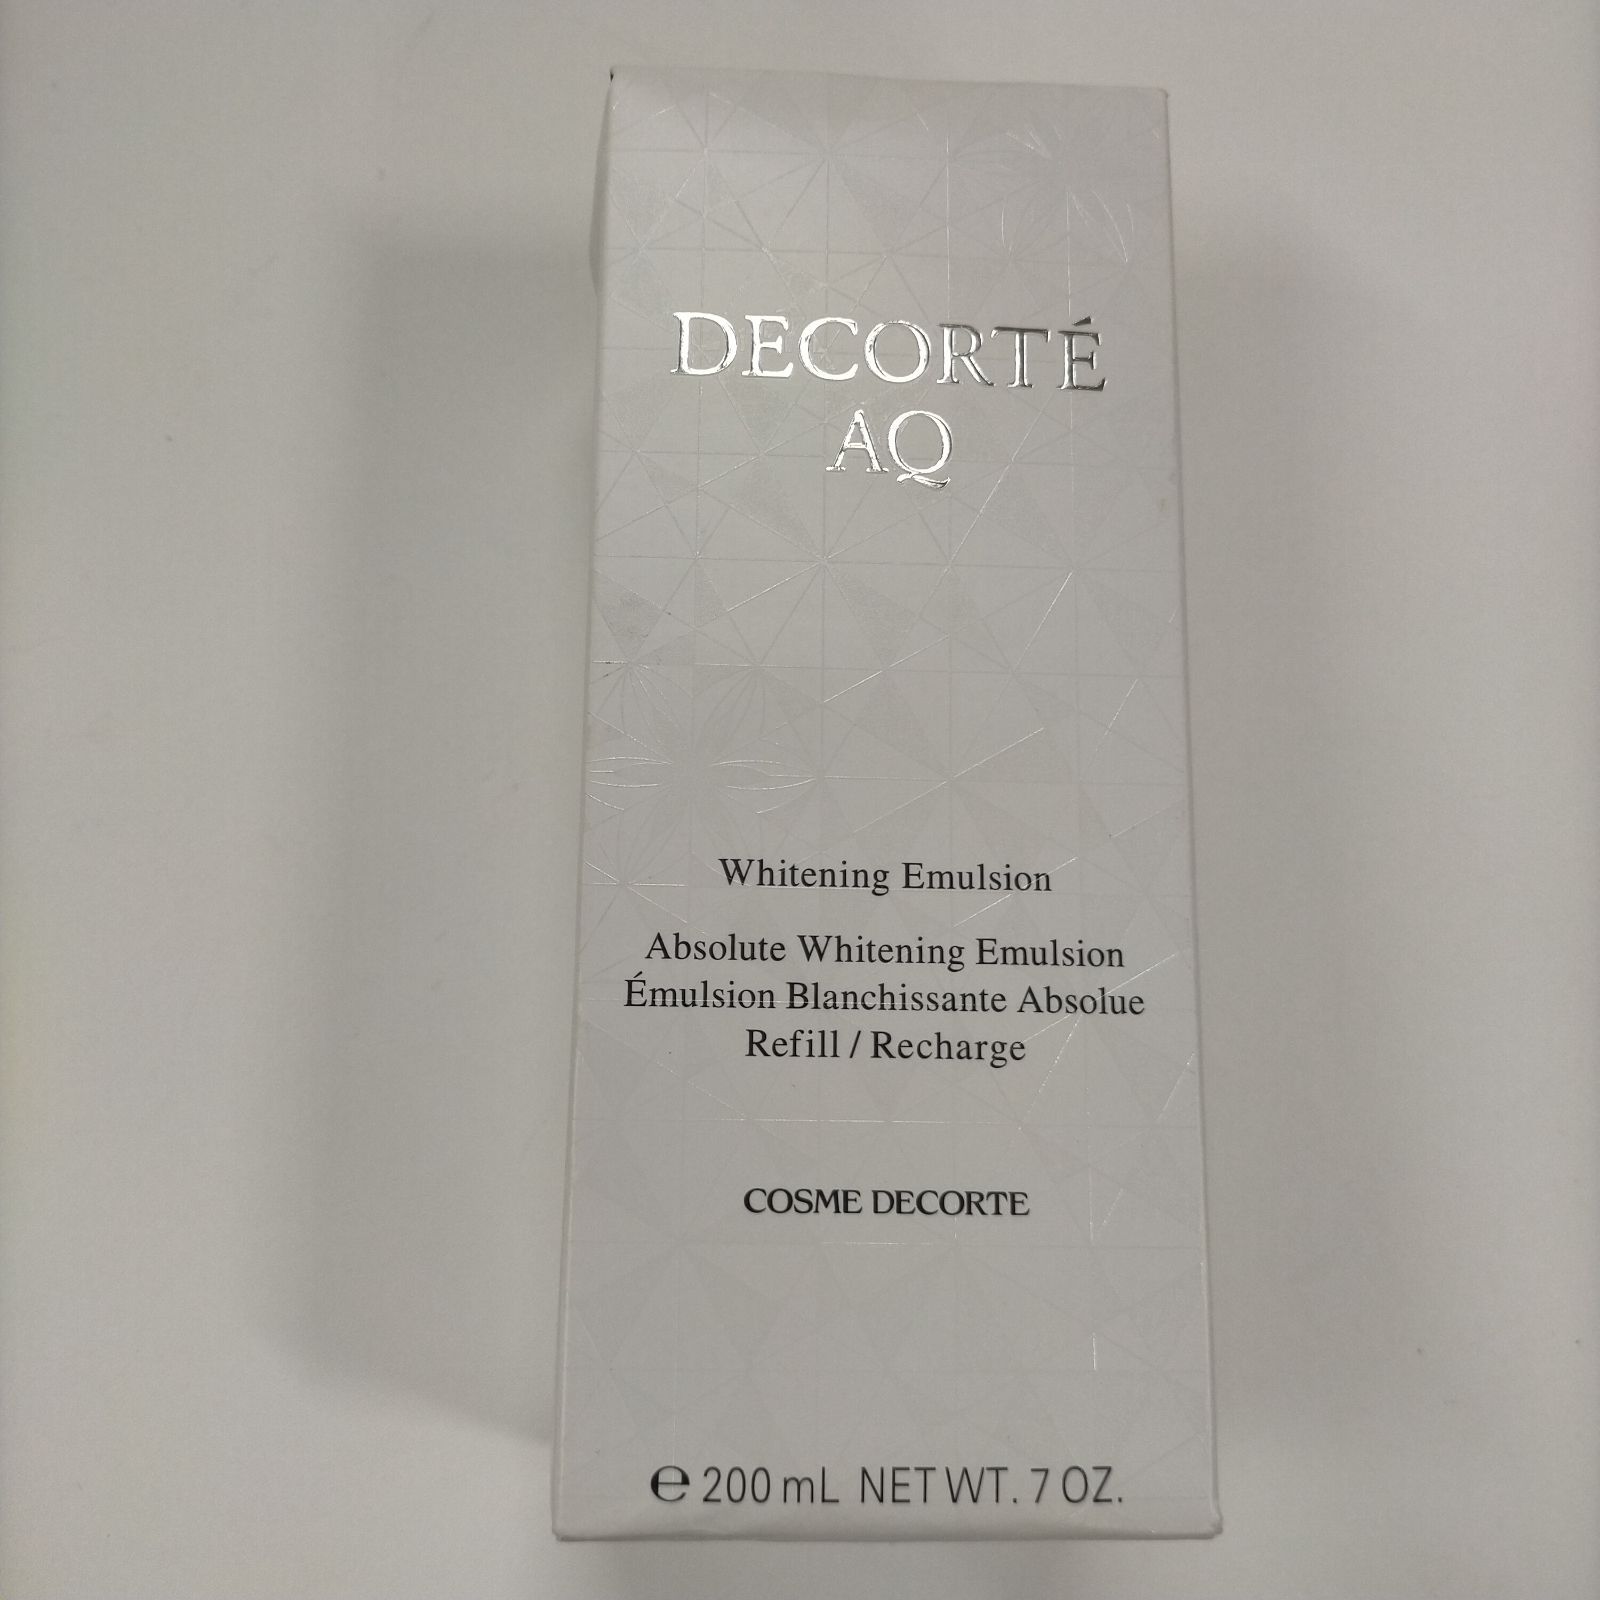 DECORTÉ
AQ
Whitening Emulsion
Absolute Whitening Emulsion
Émulsion Blanchissante Absolue
Refill / Recharge
COSME DECORTE
℮ 200 mL NET WT. 7 OZ.